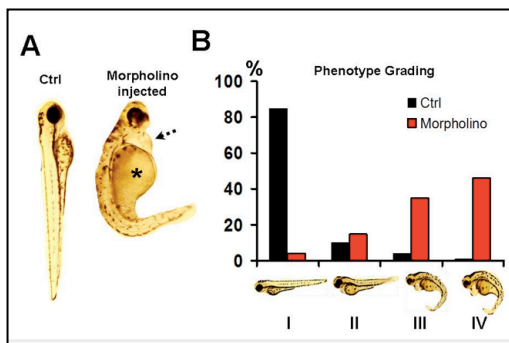 A
Ctrl
Morpholino
injected
*
B
%
Phenotype Grading
Ctrl
Morpholino
100
80
60
40
20
0
I II III IV